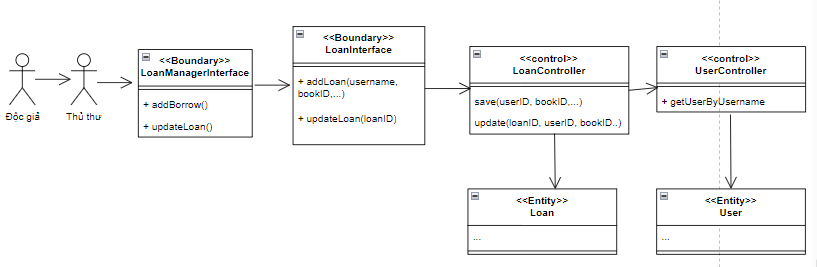 Độc giả
Thủ thư
<<Boundary>>
LoanManagerInterface
+ addBorrow()
+ updateLoan()
<<Boundary>>
LoanInterface
+ addLoan(username,
bookID,...)
+ updateLoan(loanID)
<<control>>
LoanController
save(userID, bookID,...)
update(loanID, userID, bookID..)
<<control>>
UserController
+ getUserByUsername
<<Entity>>
Loan
...
<<Entity>>
User
...